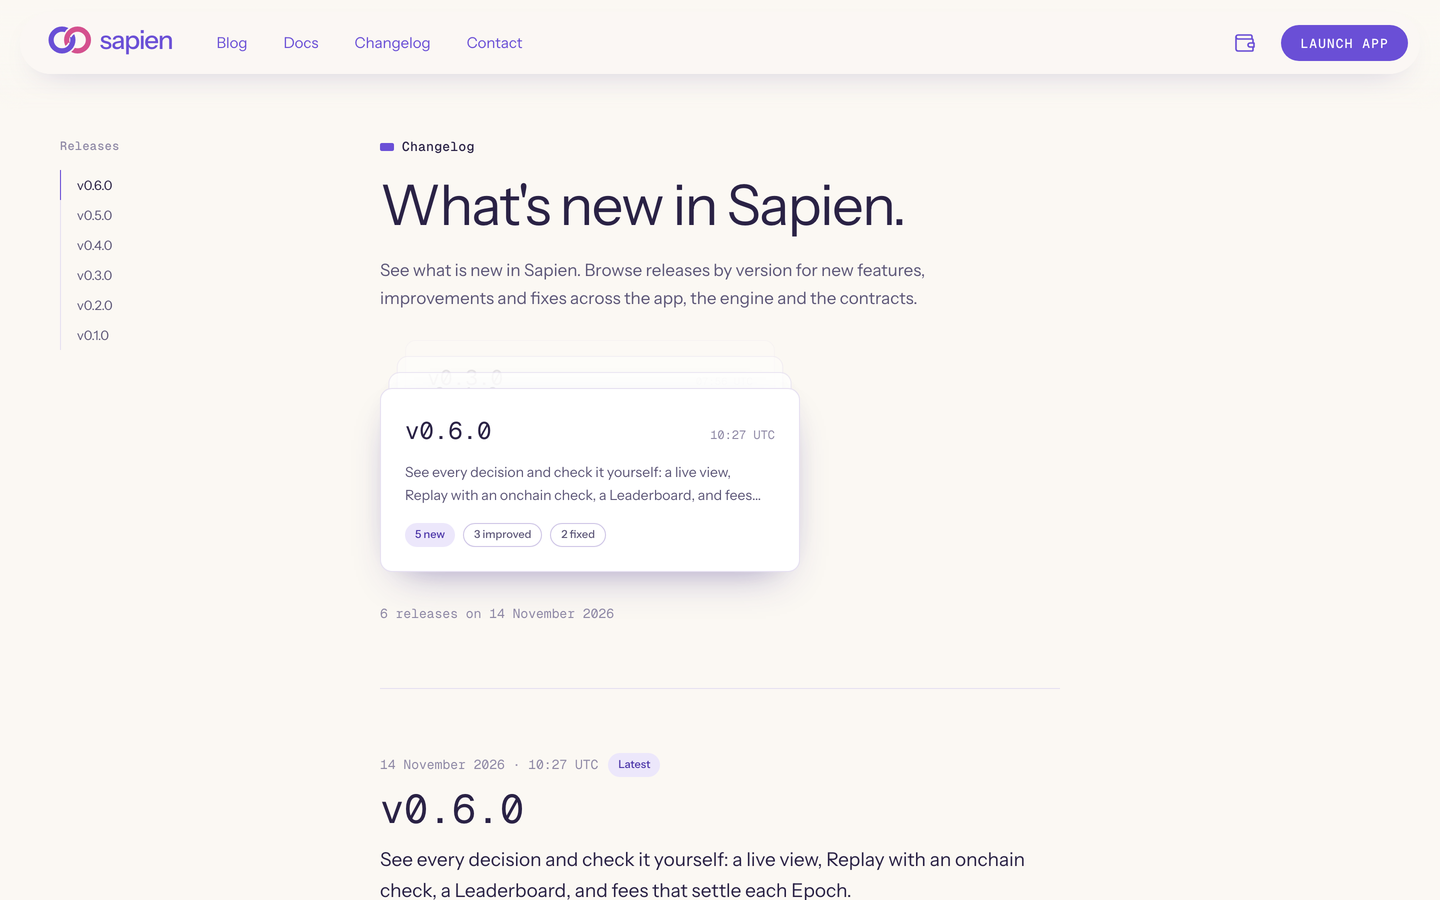 sapien
Blog
Docs
Changelog
Contact
LAUNCH APP
Releases
v0.6.0
v0.5.0
v0.4.0
v0.3.0
v0.2.0
v0.1.0
Changelog
What's new in Sapien.
See what is new in Sapien. Browse releases by version for new features,
improvements and fixes across the app, the engine and the contracts.
v0.6.0
10:27 UTC
See every decision and check it yourself: a live view,
Replay with an onchain check, a Leaderboard, and fees...
5 new
3 improved
2 fixed
6 releases on 14 November 2026
14 November 2026 · 10:27 UTC
Latest
v0.6.0
See every decision and check it yourself: a live view, Replay with an onchain
check, a Leaderboard, and fees that settle each Epoch.